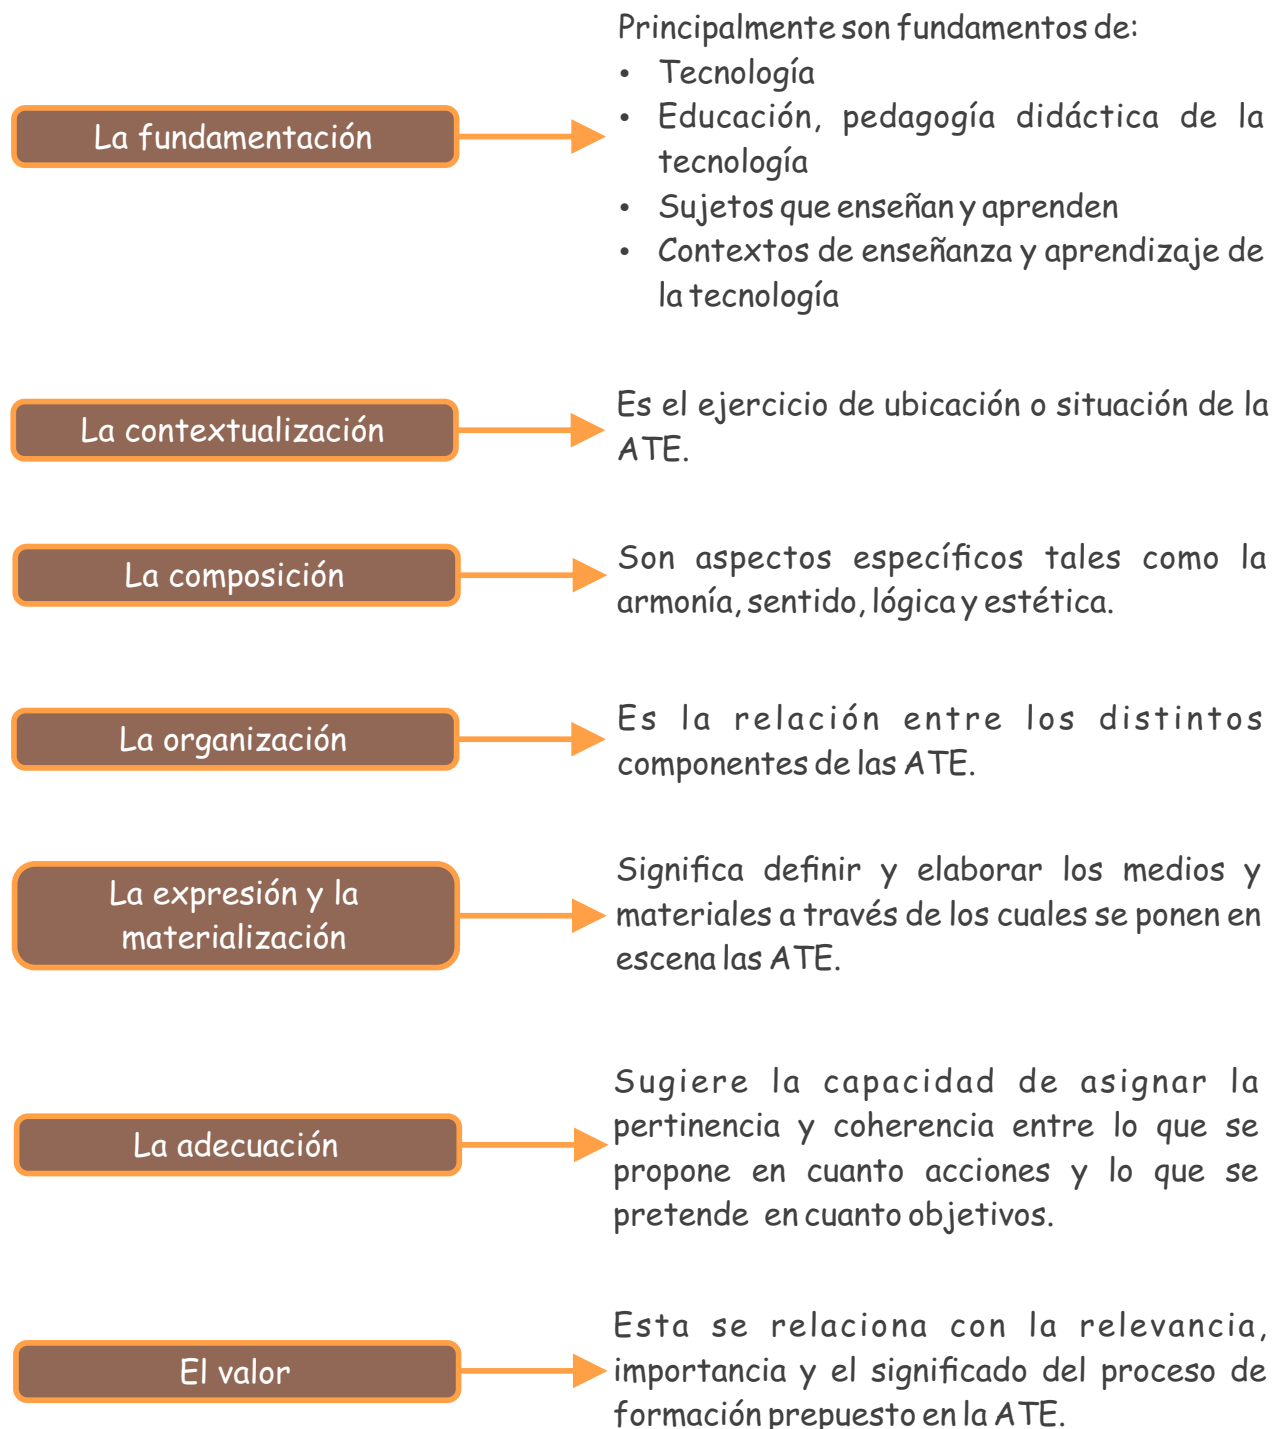 Principalmente son fundamentos de:
• Tecnología
La fundamentación
• Educación, pedagogía didáctica de la
tecnología
• Sujetos que enseñan y aprenden
• Contextos de enseñanza y aprendizaje de
la tecnología
La contextualización
Es el ejercicio de ubicación o situación de la
ATE.
La composición
Son aspectos específicos tales como la
armonía, sentido, lógica y estética.
La organización
Es la relación entre los distintos
componentes de las ATE.
La expresión y la
materialización
Significa definir y elaborar los medios y
materiales a través de los cuales se ponen en
escena las ATE.
La adecuación
Sugiere la capacidad de asignar la
pertinencia y coherencia entre lo que se
propone en cuanto acciones y lo que se
pretende en cuanto objetivos.
El valor
Esta se relaciona con la relevancia,
importancia y el significado del proceso de
formación prepuesto en la ATE.